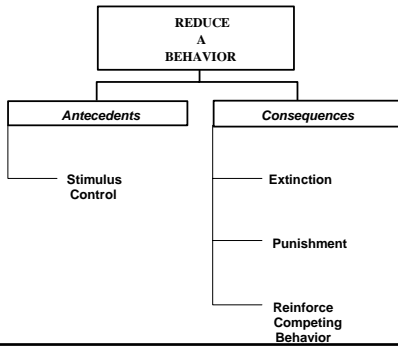 REDUCE
A
BEHAVIOR
Antecedents
Consequences
Stimulus
Control
Extinction
Punishment
Reinforce
Competing
Behavior